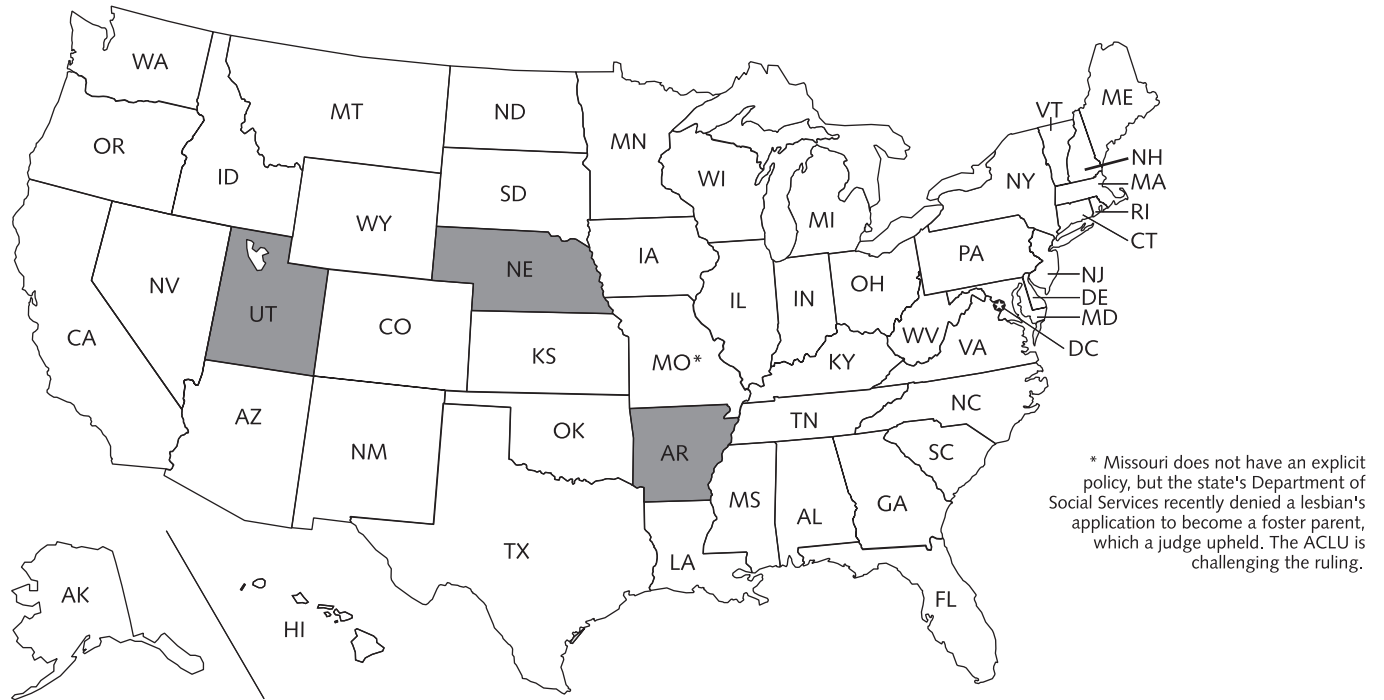 WA
MT
ND
MN
VT
ME
OR
ID
SD
WI
NY
NH
MA
WY
MI
RI
CT
NE
IA
PA
NV
UT
IL
IN
OH
NJ
DE
CA
CO
MD
KS
MO*
WV
VA
DC
KY
AZ
NM
OK
AR
TN
NC
SC
MS
AL
GA
* Missouri does not have an explicit
policy, but the state's Department of
Social Services recently denied a lesbian's
application to become a foster parent,
which a judge upheld. The ACLU is
challenging the ruling.
TX
LA
AK
HI
FL